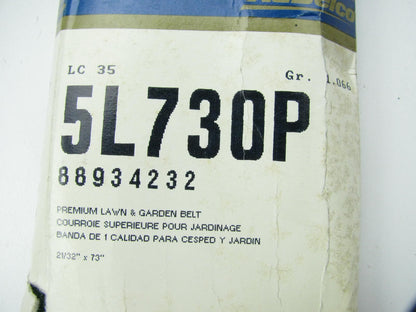 ACDelco
LC 35 Gr. 1.066
5L730P
88934232
PREMIUM LAWN & GARDEN BELT
COURROIE SUPERIEURE POUR JARDINAGE
BANDA DE 1 CALIDAD PARA CESPED Y JARDIN
21/32" x 73"